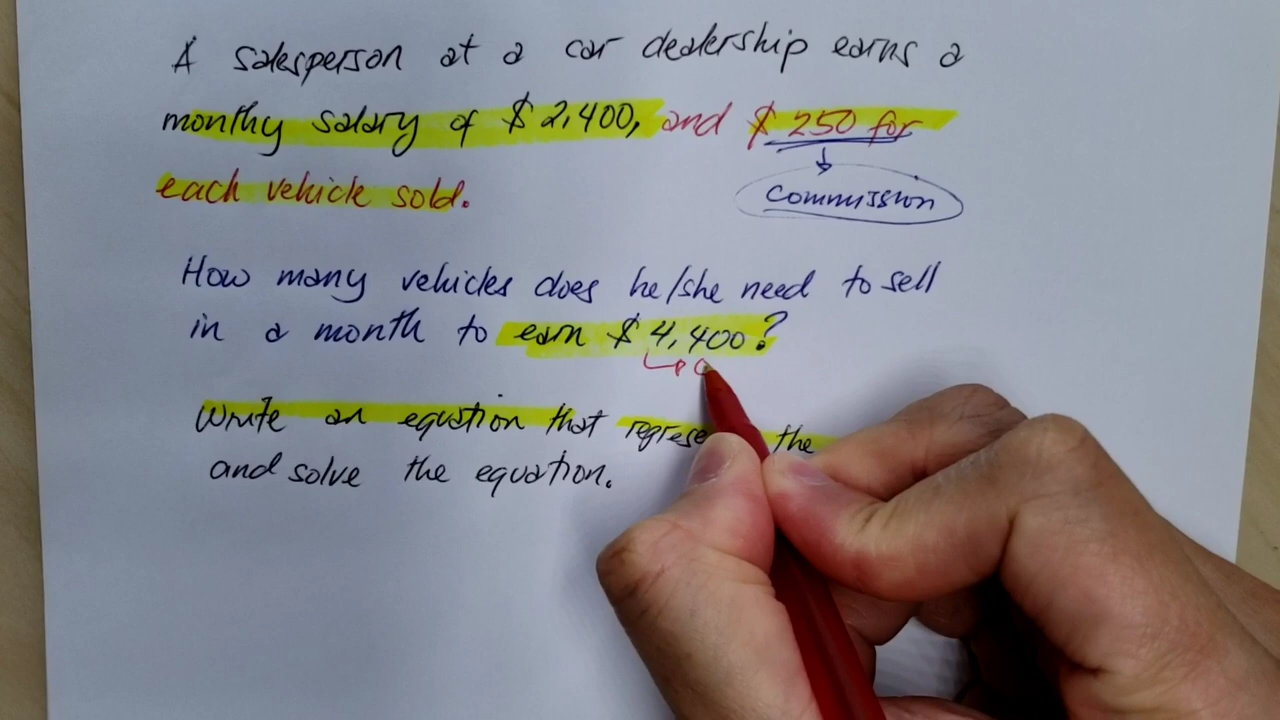 A salesperson at a car dealership earns a
monthy salary of $2,400, and $250 for
each vehicle sold.
commission
How many vehicles does he/she need to sell
in a month to earn $4,400?
Write an equation that the
and solve the equation.